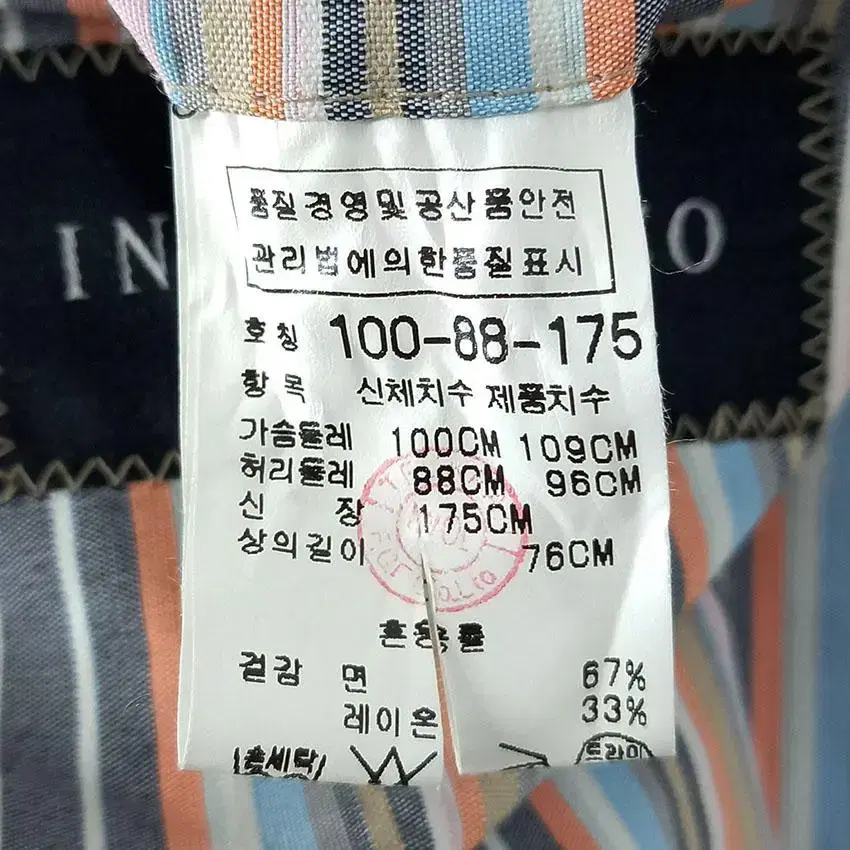 IN
O
품질경영및공산품안전
관리법에의한품질표시
호칭 100-88-175
항목 신체치수 제품치수
가슴둘레 100CM 109CM
허리둘레 88CM 96CM
신 장 175CM
상의길이 76CM
혼용률
겉감 면 67%
레이온 33%